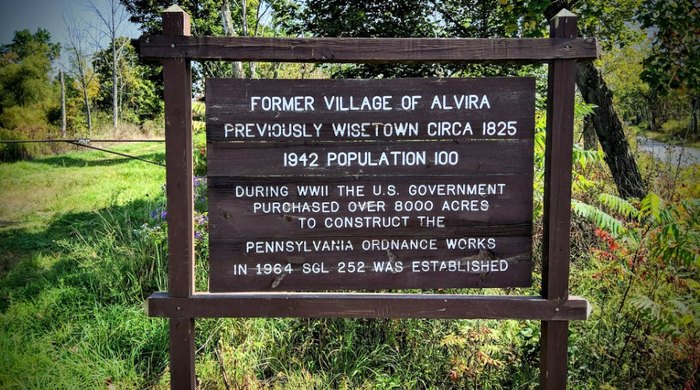 FORMER VILLAGE OF ALVIRA
PREVIOUSLY WISETOWN CIRCA 1825
1942 POPULATION 100
DURING WWII THE U.S. GOVERNMENT
PURCHASED OVER 8000 ACRES
TO CONSTRUCT THE
PENNSYLVANIA ORDNANCE WORKS
IN 1964 SGL 252 WAS ESTABLISHED